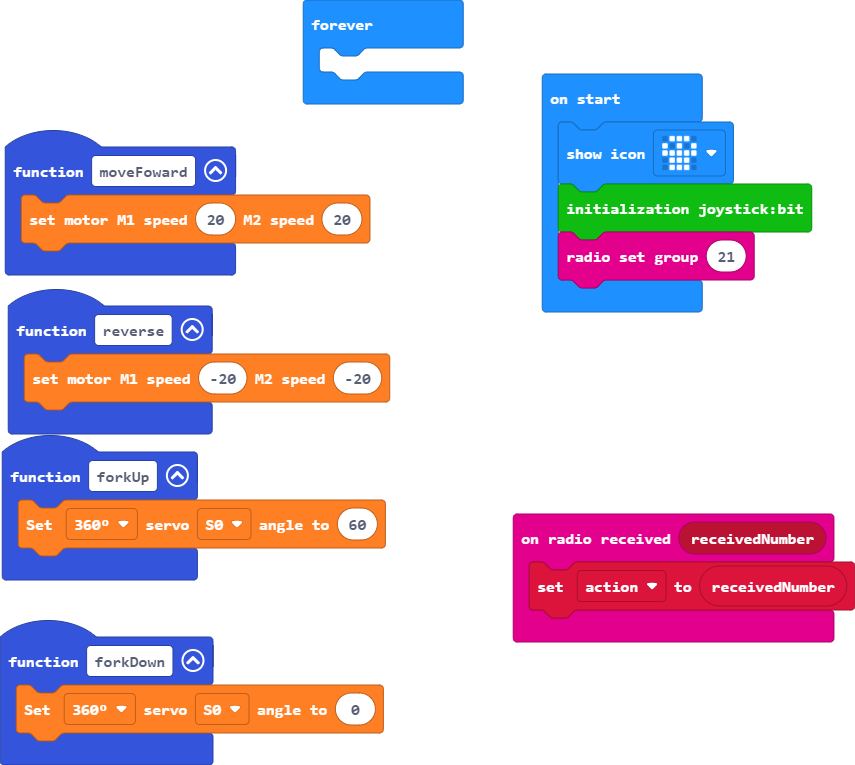 forever
on start
show icon
initialization joystick:bit
radio set group 21
function moveFoward
set motor M1 speed 20 M2 speed 20
function reverse
set motor M1 speed -20 M2 speed -20
function forkUp
Set 360º servo S0 angle to 60
on radio received receivedNumber
set action to receivedNumber
function forkDown
Set 360º servo S0 angle to 0